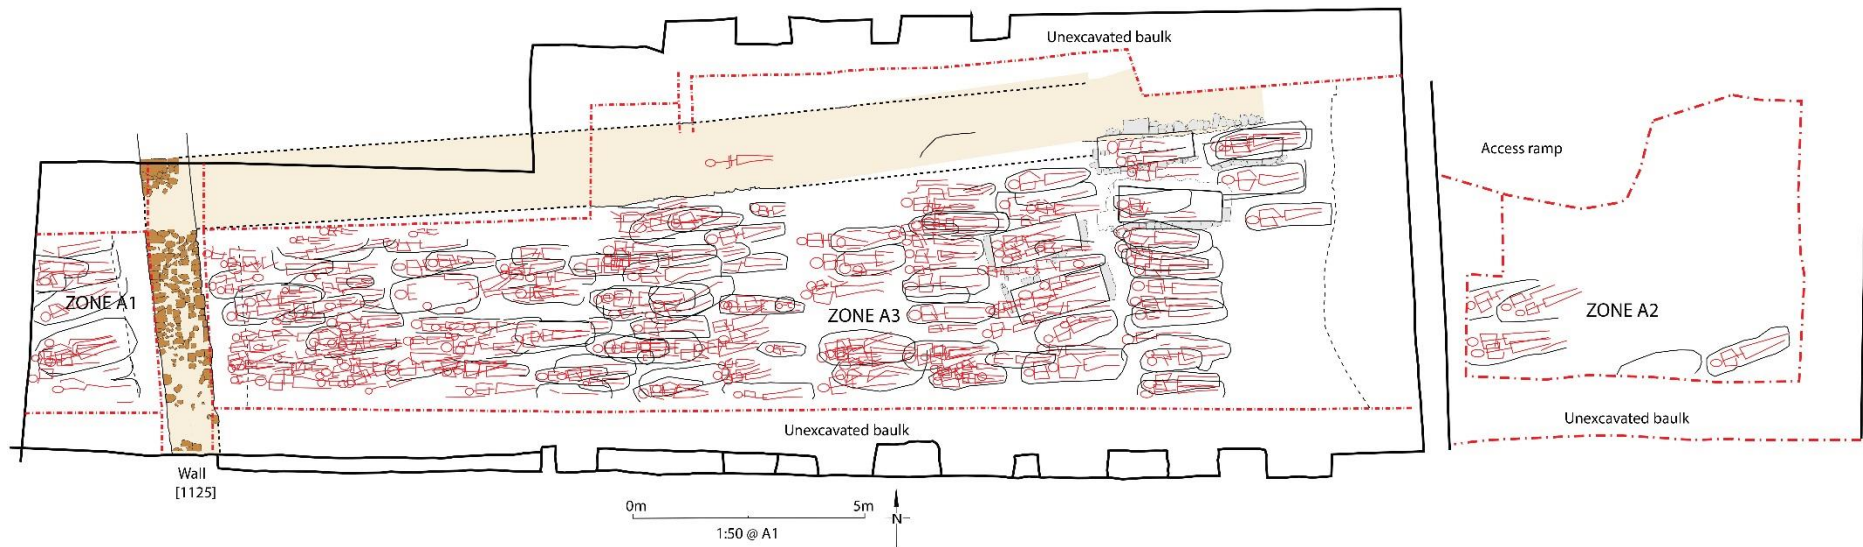 Unexcavated baulk
Access ramp
ZONE A1
ZONE A3
ZONE A2
Unexcavated baulk
Unexcavated baulk
Wall
[1125]
0m 5m
1:50 @ A1
N